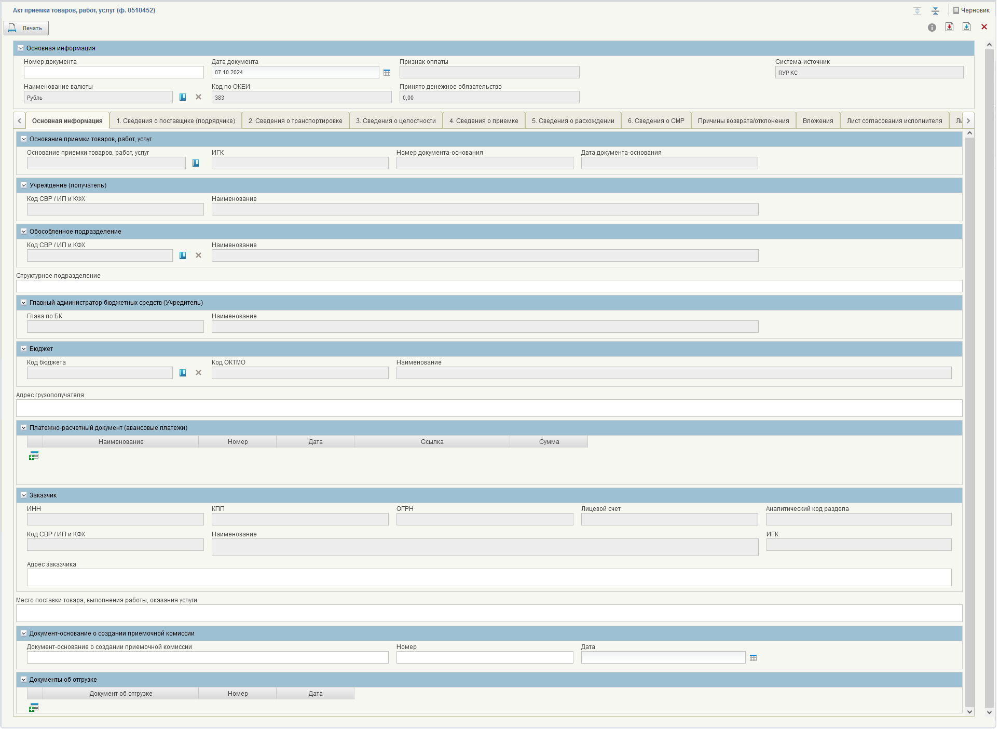 Акт приемки товаров, работ, услуг (ф. 0510452)
Черновик
Печать
Основная информация
Номер документа
Дата документа
Признак оплаты
Система-источник
07.10.2024
ПУР КС
Наименование валюты
Код по ОКЕИ
Принято денежное обязательство
Рубль
383
0,00
Основная информация
1. Сведения о поставщике (подрядчике)
2. Сведения о транспортировке
3. Сведения о целостности
4. Сведения о приемке
5. Сведения о расхождении
6. Сведения о СМР
Причины возврата/отклонения
Вложения
Лист согласования исполнителя
Ли
Основание приемки товаров, работ, услуг
Основание приемки товаров, работ, услуг
ИГК
Номер документа-основания
Дата документа-основания
Учреждение (получатель)
Код СВР / ИП и КФХ
Наименование
Обособленное подразделение
Код СВР / ИП и КФХ
Наименование
Структурное подразделение
Главный администратор бюджетных средств (Учредитель)
Глава по БК
Наименование
Бюджет
Код бюджета
Код ОКТМО
Наименование
Адрес грузополучателя
Платежно-расчетный документ (авансовые платежи)
Наименование
Номер
Дата
Ссылка
Сумма
Заказчик
ИНН
КПП
ОГРН
Лицевой счет
Аналитический код раздела
Код СВР / ИП и КФХ
Наименование
ИГК
Адрес заказчика
Место поставки товара, выполнения работы, оказания услуги
Документ-основание о создании приемочной комиссии
Документ-основание о создании приемочной комиссии
Номер
Дата
Документы об отгрузке
Документ об отгрузке
Номер
Дата